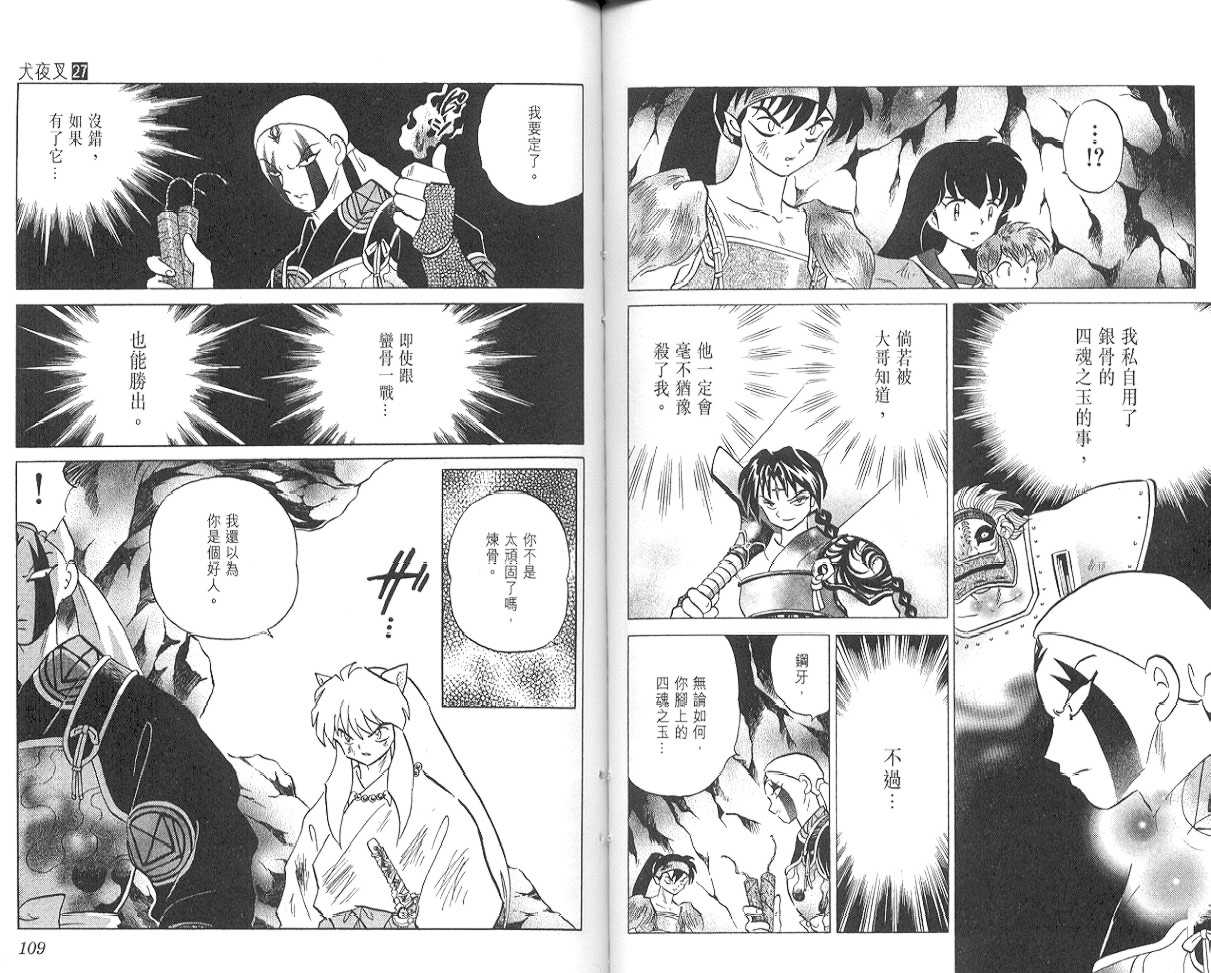 …!?
我私自用了
銀骨的
四魂之玉的事，
倘若被
大哥知道，
他一定會
毫不猶豫
殺了我。
不過…
鋼牙，
無論如何，
你腳上的
四魂之玉…
犬夜叉27
我要定了。
沒錯，
如果
有了它…
即使跟
蠻骨一戰…
也能勝出。
你不是
太頑固了嗎，
煉骨。
我還以為
你是個好人。
！
109